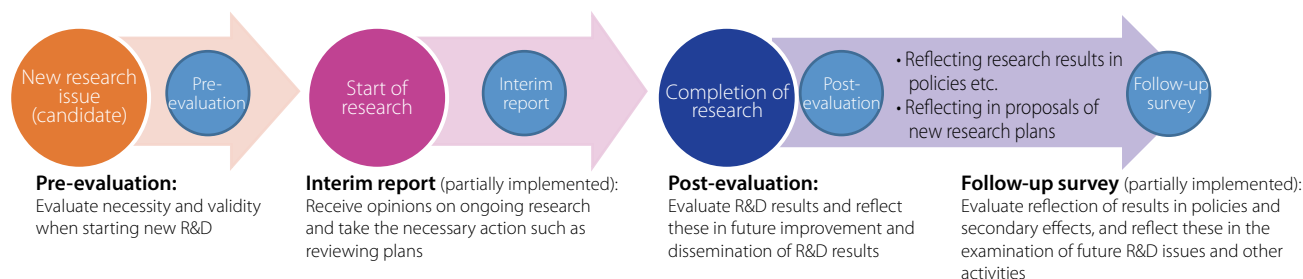 New research
issue
(candidate)
Pre-
evaluation
Start of
research
Interim
report
Completion of
research
Post-
evaluation
• Reflecting research results in
policies etc.
• Reflecting in proposals of
new research plans
Follow-up
survey
Pre-evaluation:
Evaluate necessity and validity
when starting new R&D
Interim report (partially implemented):
Receive opinions on ongoing research
and take the necessary action such as
reviewing plans
Post-evaluation:
Evaluate R&D results and reflect
these in future improvement and
dissemination of R&D results
Follow-up survey (partially implemented):
Evaluate reflection of results in policies and
secondary effects, and reflect these in the
examination of future R&D issues and other
activities